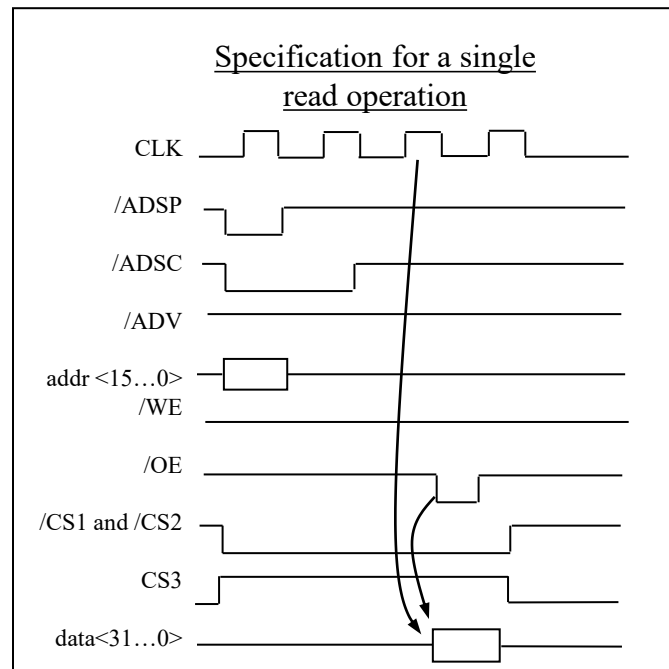 Specification for a single
read operation
CLK
/ADSP
/ADSC
/ADV
addr <15…0>
/WE
/OE
/CS1 and /CS2
CS3
data<31…0>